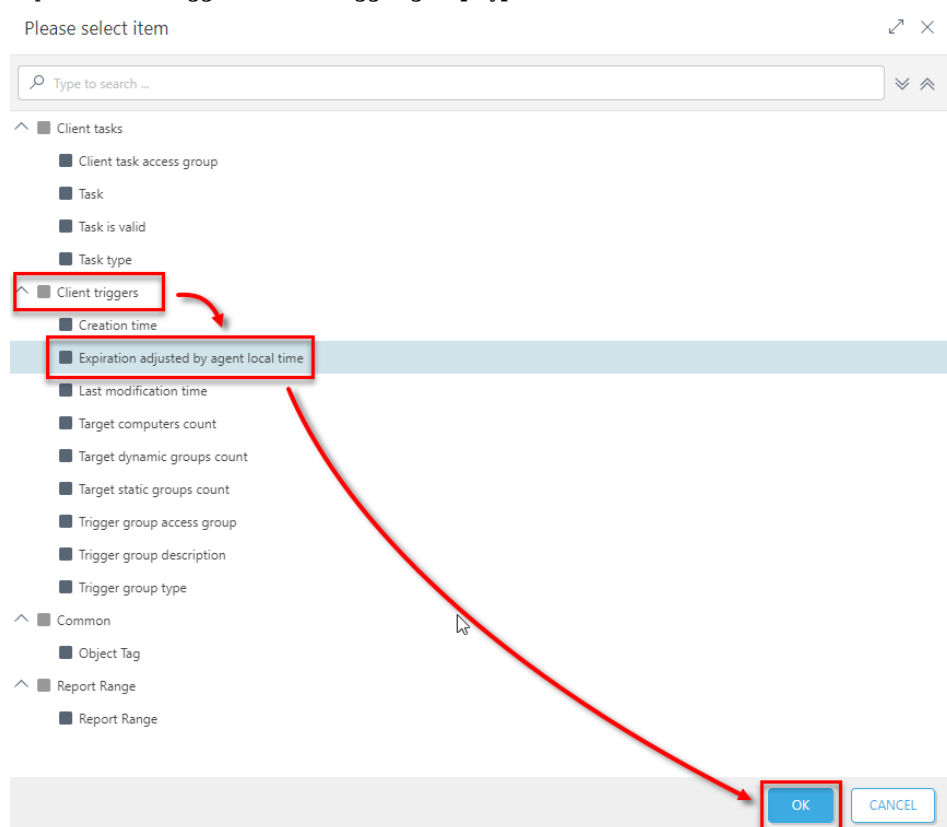 Please select item
Type to search ...
Client tasks
Client task access group
Task
Task is valid
Task type
Client triggers
Creation time
Expiration adjusted by agent local time
Last modification time
Target computers count
Target dynamic groups count
Target static groups count
Trigger group access group
Trigger group description
Trigger group type
Common
Object Tag
Report Range
Report Range
OK CANCEL